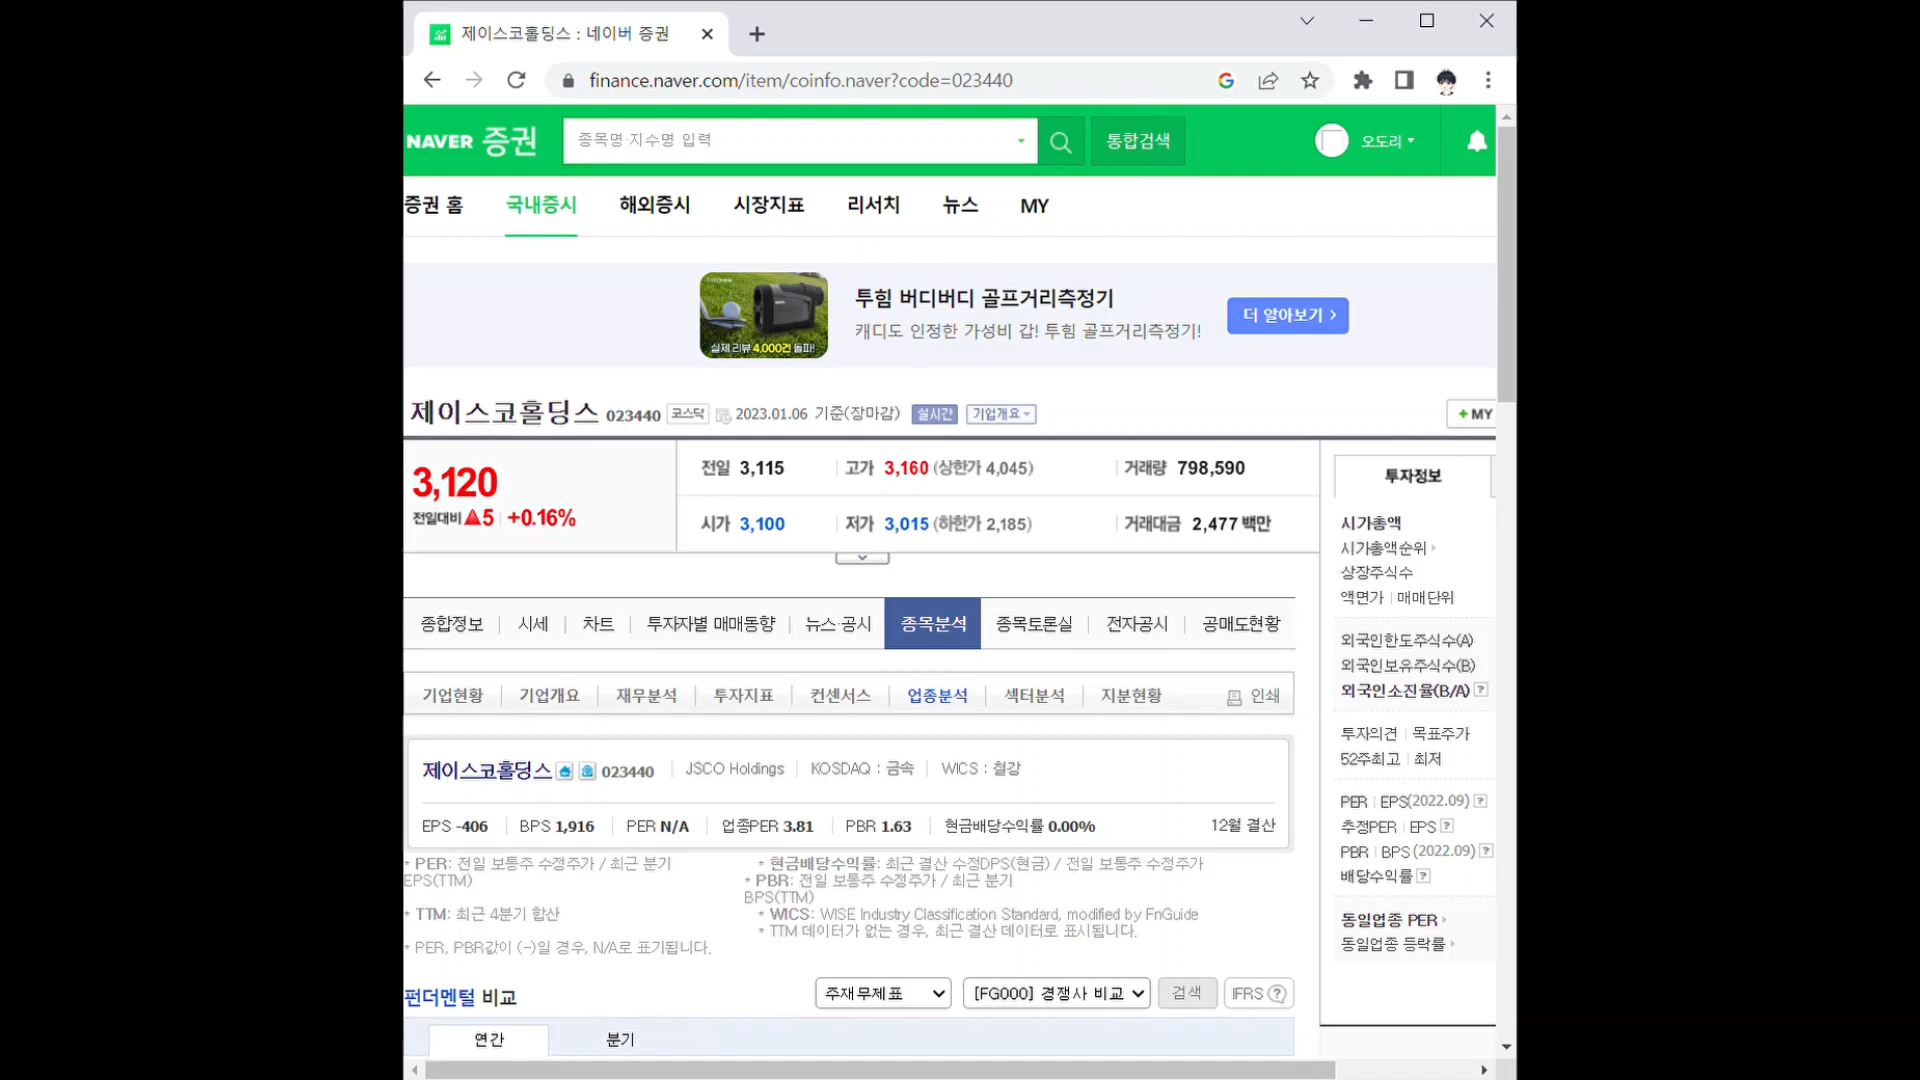 제이스코홀딩스 : 네이버 증권
finance.naver.com/item/coinfo.naver?code=023440
NAVER 증권
종목명·지수명 입력
통합검색
오도리
증권 홈 국내증시 해외증시 시장지표 리서치 뉴스 MY
실제 리뷰 4,000건 돌파!
투힘 버디버디 골프거리측정기
캐디도 인정한 가성비 갑! 투힘 골프거리측정기!
더 알아보기
제이스코홀딩스 023440 코스닥 2023.01.06 기준(장마감) 실시간 기업개요
+ MY
3,120
전일대비 ▲5 +0.16%
전일 3,115 고가 3,160 (상한가 4,045) 거래량 798,590
시가 3,100 저가 3,015 (하한가 2,185) 거래대금 2,477 백만
종합정보 시세 차트 투자자별 매매동향 뉴스·공시 종목분석 종목토론실 전자공시 공매도현황
기업현황 기업개요 재무분석 투자지표 컨센서스 업종분석 섹터분석 지분현황 인쇄
제이스코홀딩스 023440 JSCO Holdings KOSDAQ : 금속 WICS : 철강
EPS -406 BPS 1,916 PER N/A 업종PER 3.81 PBR 1.63 현금배당수익률 0.00% 12월 결산
* PER: 전일 보통주 수정주가 / 최근 분기
EPS(TTM)
* TTM: 최근 4분기 합산
* PER, PBR값이 (-)일 경우, N/A로 표기됩니다.
* 현금배당수익률: 최근 결산 수정DPS(현금) / 전일 보통주 수정주가
* PBR: 전일 보통주 수정주가 / 최근 분기
BPS(TTM)
* WICS: WISE Industry Classification Standard, modified by FnGuide
* TTM 데이터가 없는 경우, 최근 결산 데이터로 표시됩니다.
펀더멘털 비교
주재무제표
[FG000] 경쟁사 비교
검색
IFRS ?
연간 분기
투자정보
시가총액
시가총액순위
상장주식수
액면가 매매단위
외국인한도주식수(A)
외국인보유주식수(B)
외국인소진율(B/A) ?
투자의견 목표주가
52주최고 최저
PER EPS(2022.09) ?
추정PER EPS ?
PBR BPS (2022.09) ?
배당수익률 ?
동일업종 PER
동일업종 등락률